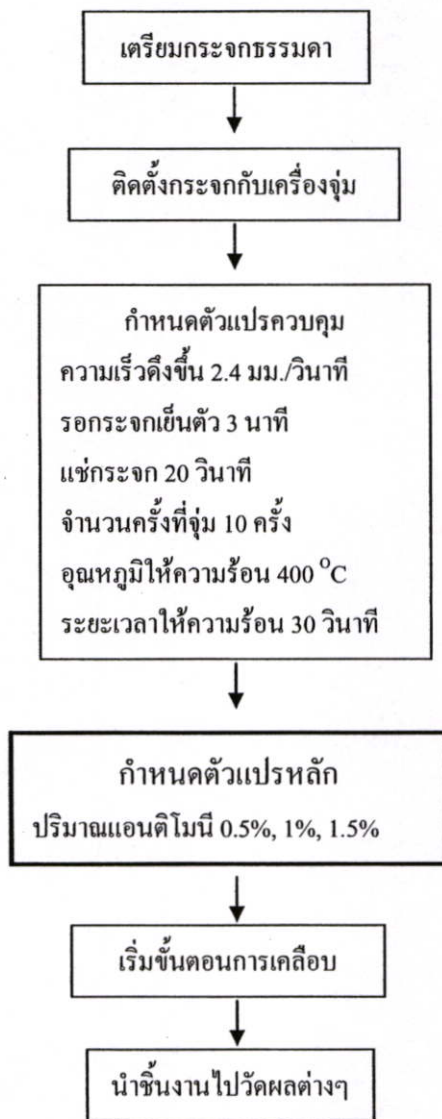 เตรียมกระจกธรรมดา
ติดตั้งกระจกกับเครื่องจุ่ม
กำหนดตัวแปรควบคุม
ความเร็วดึงขึ้น 2.4 มม./วินาที
รอกระจกเย็นตัว 3 นาที
แช่กระจก 20 วินาที
จำนวนครั้งที่จุ่ม 10 ครั้ง
อุณหภูมิให้ความร้อน 400 °C
ระยะเวลาให้ความร้อน 30 วินาที
กำหนดตัวแปรหลัก
ปริมาณแอนติโมนี 0.5%, 1%, 1.5%
เริ่มขั้นตอนการเคลือบ
นำชิ้นงานไปวัดผลต่างๆ